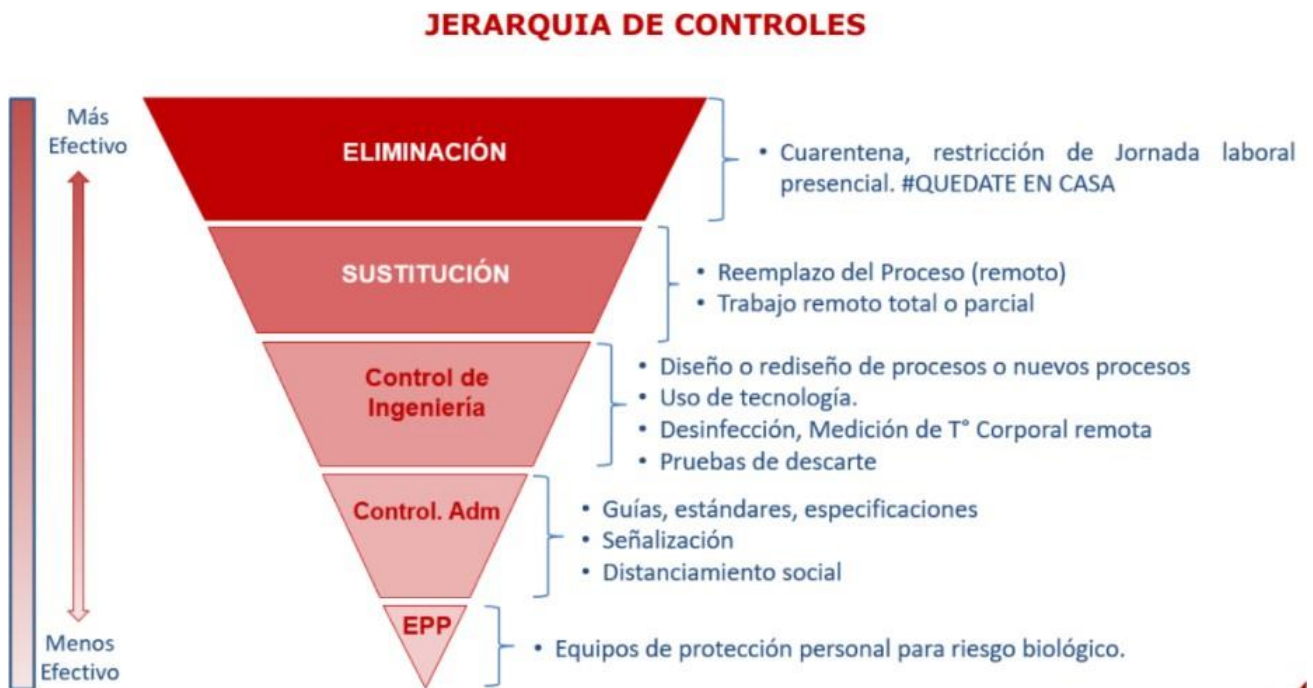 JERARQUIA DE CONTROLES
Más
Efectivo
ELIMINACIÓN
• Cuarentena, restricción de Jornada laboral
presencial. #QUEDATE EN CASA
SUSTITUCIÓN
• Reemplazo del Proceso (remoto)
• Trabajo remoto total o parcial
Control de
Ingeniería
• Diseño o rediseño de procesos o nuevos procesos
• Uso de tecnología.
• Desinfección, Medición de T° Corporal remota
• Pruebas de descarte
Control. Adm
• Guías, estándares, especificaciones
• Señalización
• Distanciamiento social
EPP
• Equipos de protección personal para riesgo biológico.
Menos
Efectivo